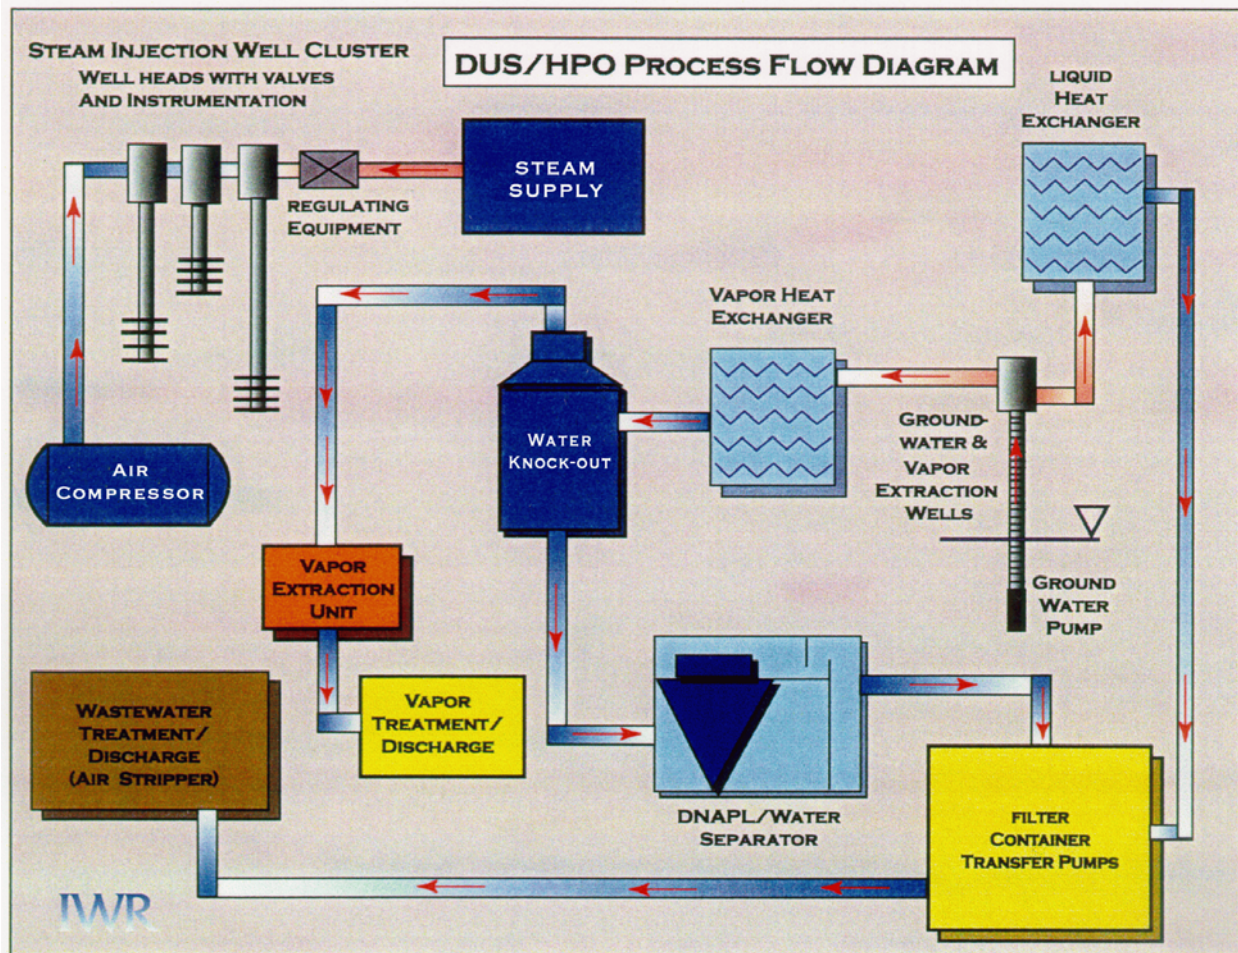 STEAM INJECTION WELL CLUSTER
WELL HEADS WITH VALVES
AND INSTRUMENTATION
DUS/HPO PROCESS FLOW DIAGRAM
LIQUID
HEAT
EXCHANGER
STEAM
SUPPLY
REGULATING
EQUIPMENT
VAPOR HEAT
EXCHANGER
WATER
KNOCK-OUT
GROUND-
WATER &
VAPOR
EXTRACTION
WELLS
AIR
COMPRESSOR
VAPOR
EXTRACTION
UNIT
GROUND
WATER
PUMP
WASTEWATER
TREATMENT/
DISCHARGE
(AIR STRIPPER)
VAPOR
TREATMENT/
DISCHARGE
DNAPL/WATER
SEPARATOR
FILTER
CONTAINER
TRANSFER PUMPS
IWR